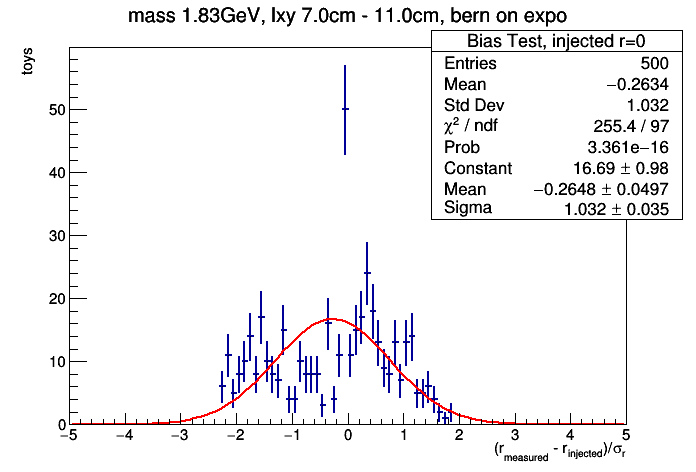 mass 1.83GeV, lxy 7.0cm - 11.0cm, bern on expo
Bias Test, injected r=0
Entries 500
Mean −0.2634
Std Dev 1.032
χ² / ndf 255.4 / 97
Prob 3.361e−16
Constant 16.69 ± 0.98
Mean −0.2648 ± 0.0497
Sigma 1.032 ± 0.035
toys
50
40
30
20
10
0
−5 −4 −3 −2 −1 0 1 2 3 4 5
(r_measured - r_injected)/σ_r